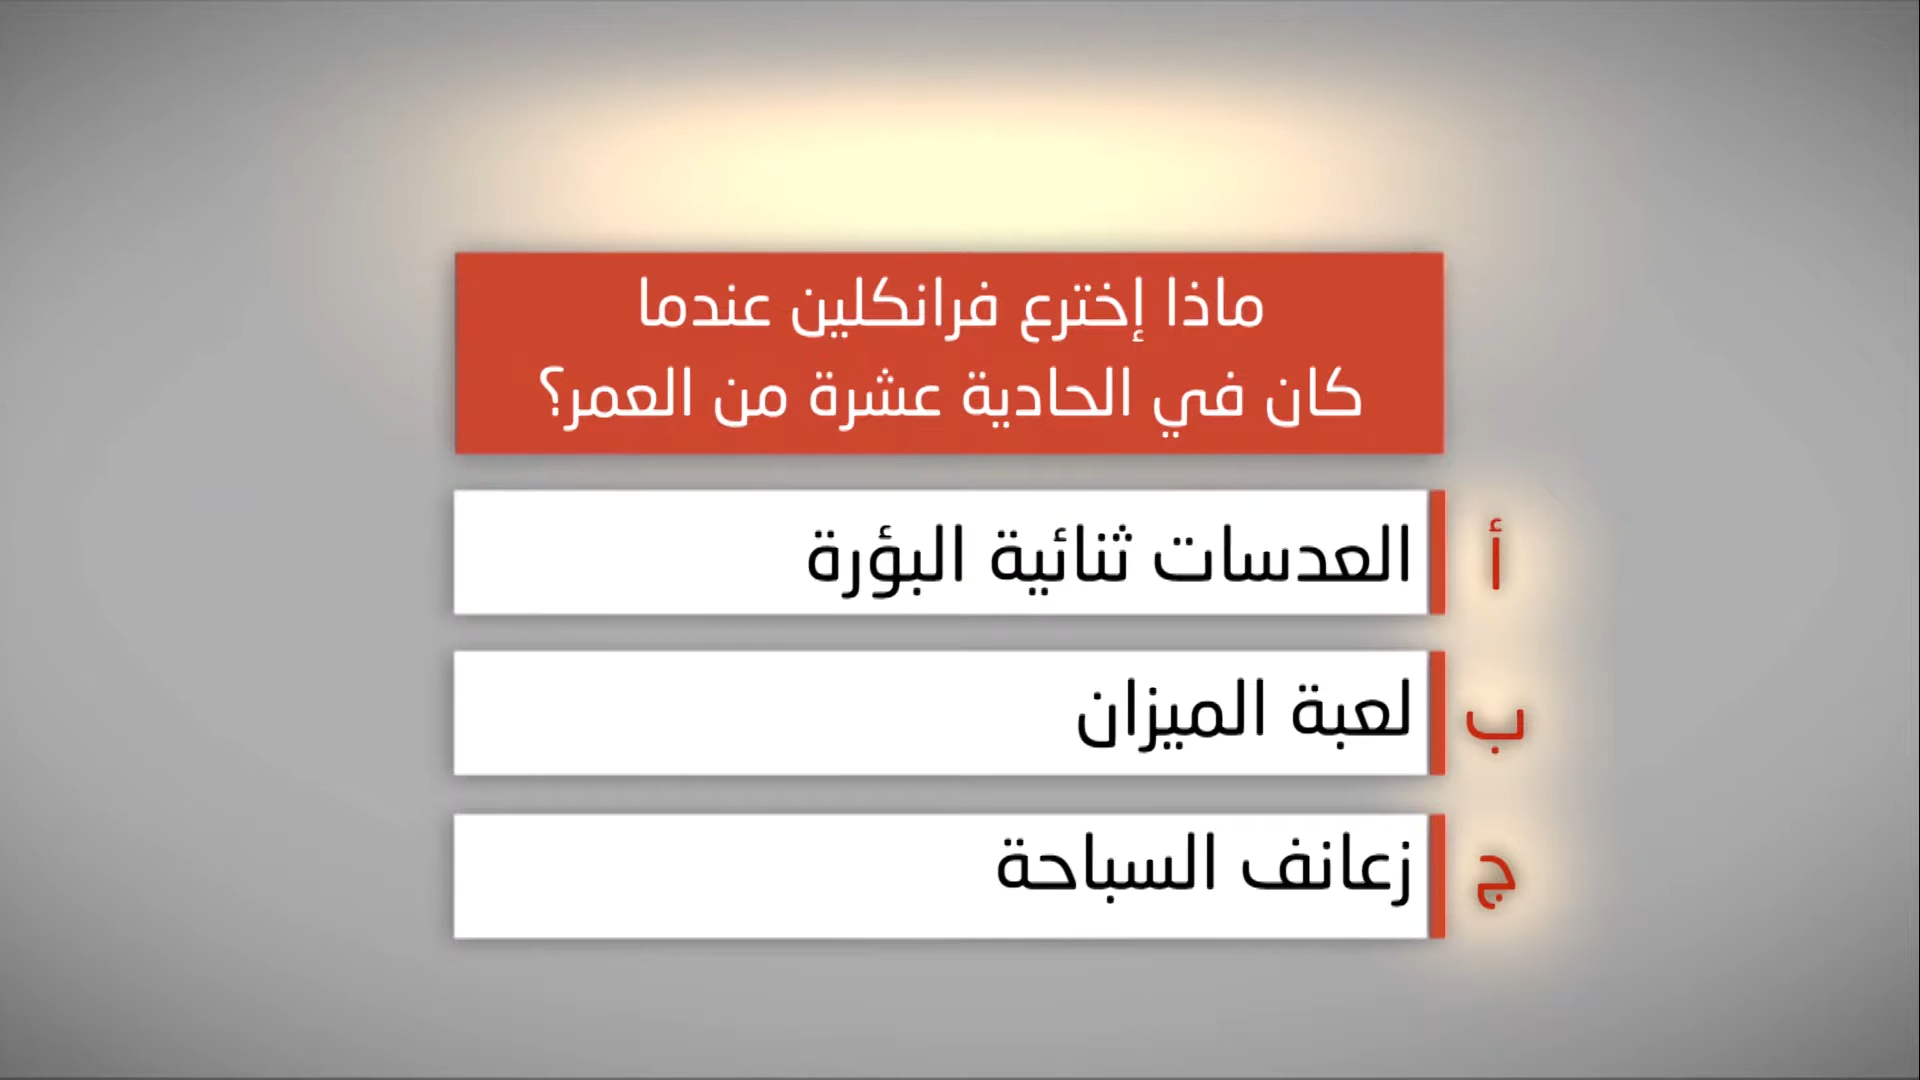 ماذا إخترع فرانكلين عندما
كان في الحادية عشرة من العمر؟
أ العدسات ثنائية البؤرة
ب لعبة الميزان
ج زعانف السباحة